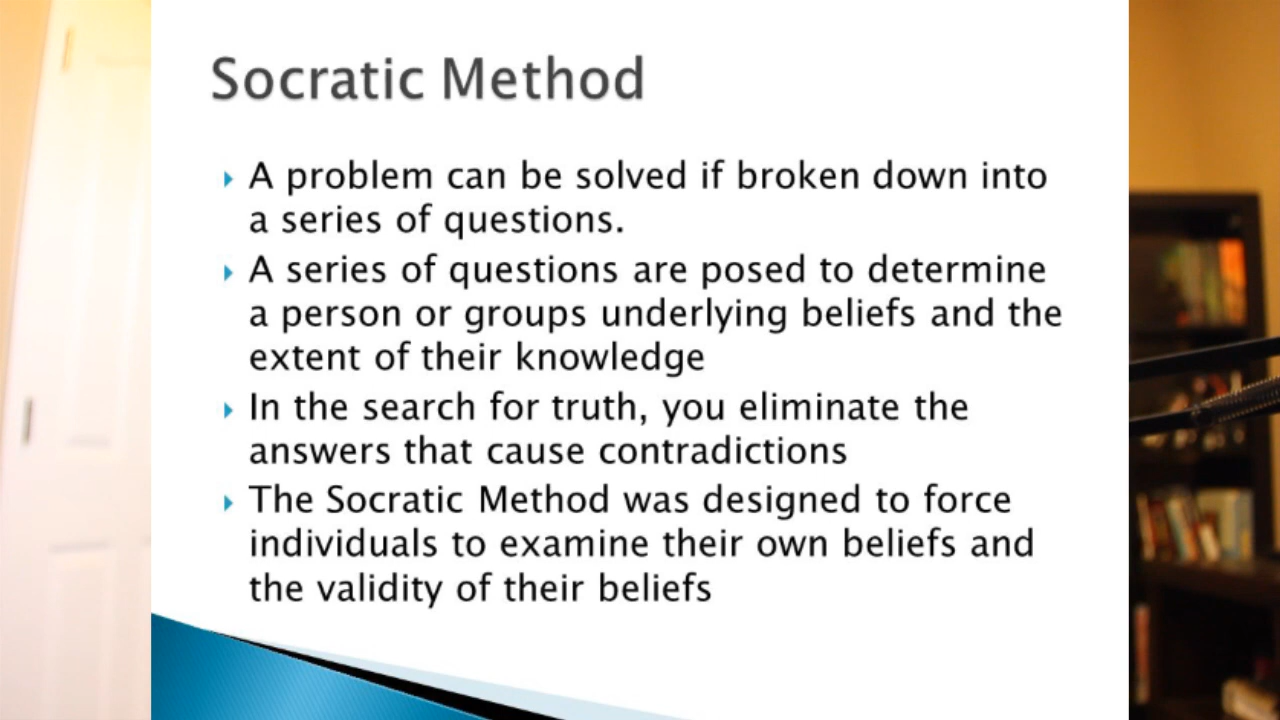 Socratic Method
A problem can be solved if broken down into
a series of questions.
A series of questions are posed to determine
a person or groups underlying beliefs and the
extent of their knowledge
In the search for truth, you eliminate the
answers that cause contradictions
The Socratic Method was designed to force
individuals to examine their own beliefs and
the validity of their beliefs